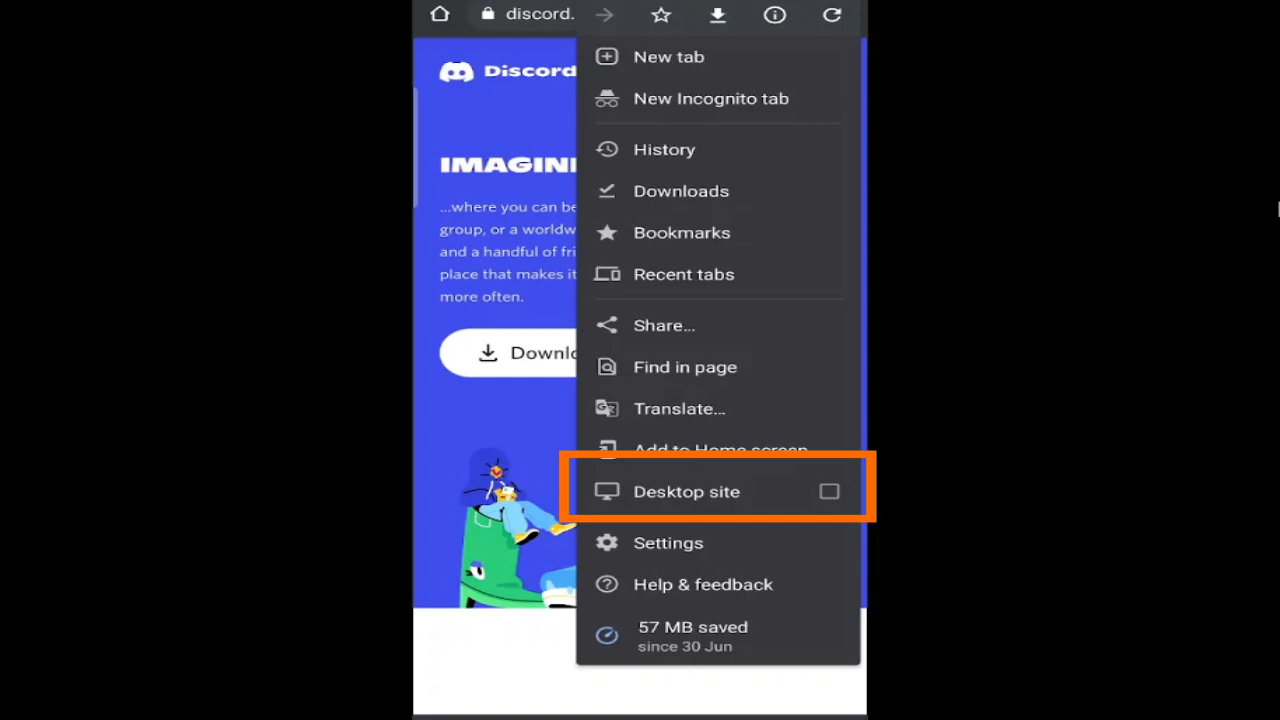 discord.
Discord
IMAGIN
...where you can be
group, or a worldw
and a handful of fri
place that makes it
more often.
Downlo
New tab
New Incognito tab
History
Downloads
Bookmarks
Recent tabs
Share...
Find in page
Translate...
Add to Home screen
Desktop site
Settings
Help & feedback
57 MB saved
since 30 Jun